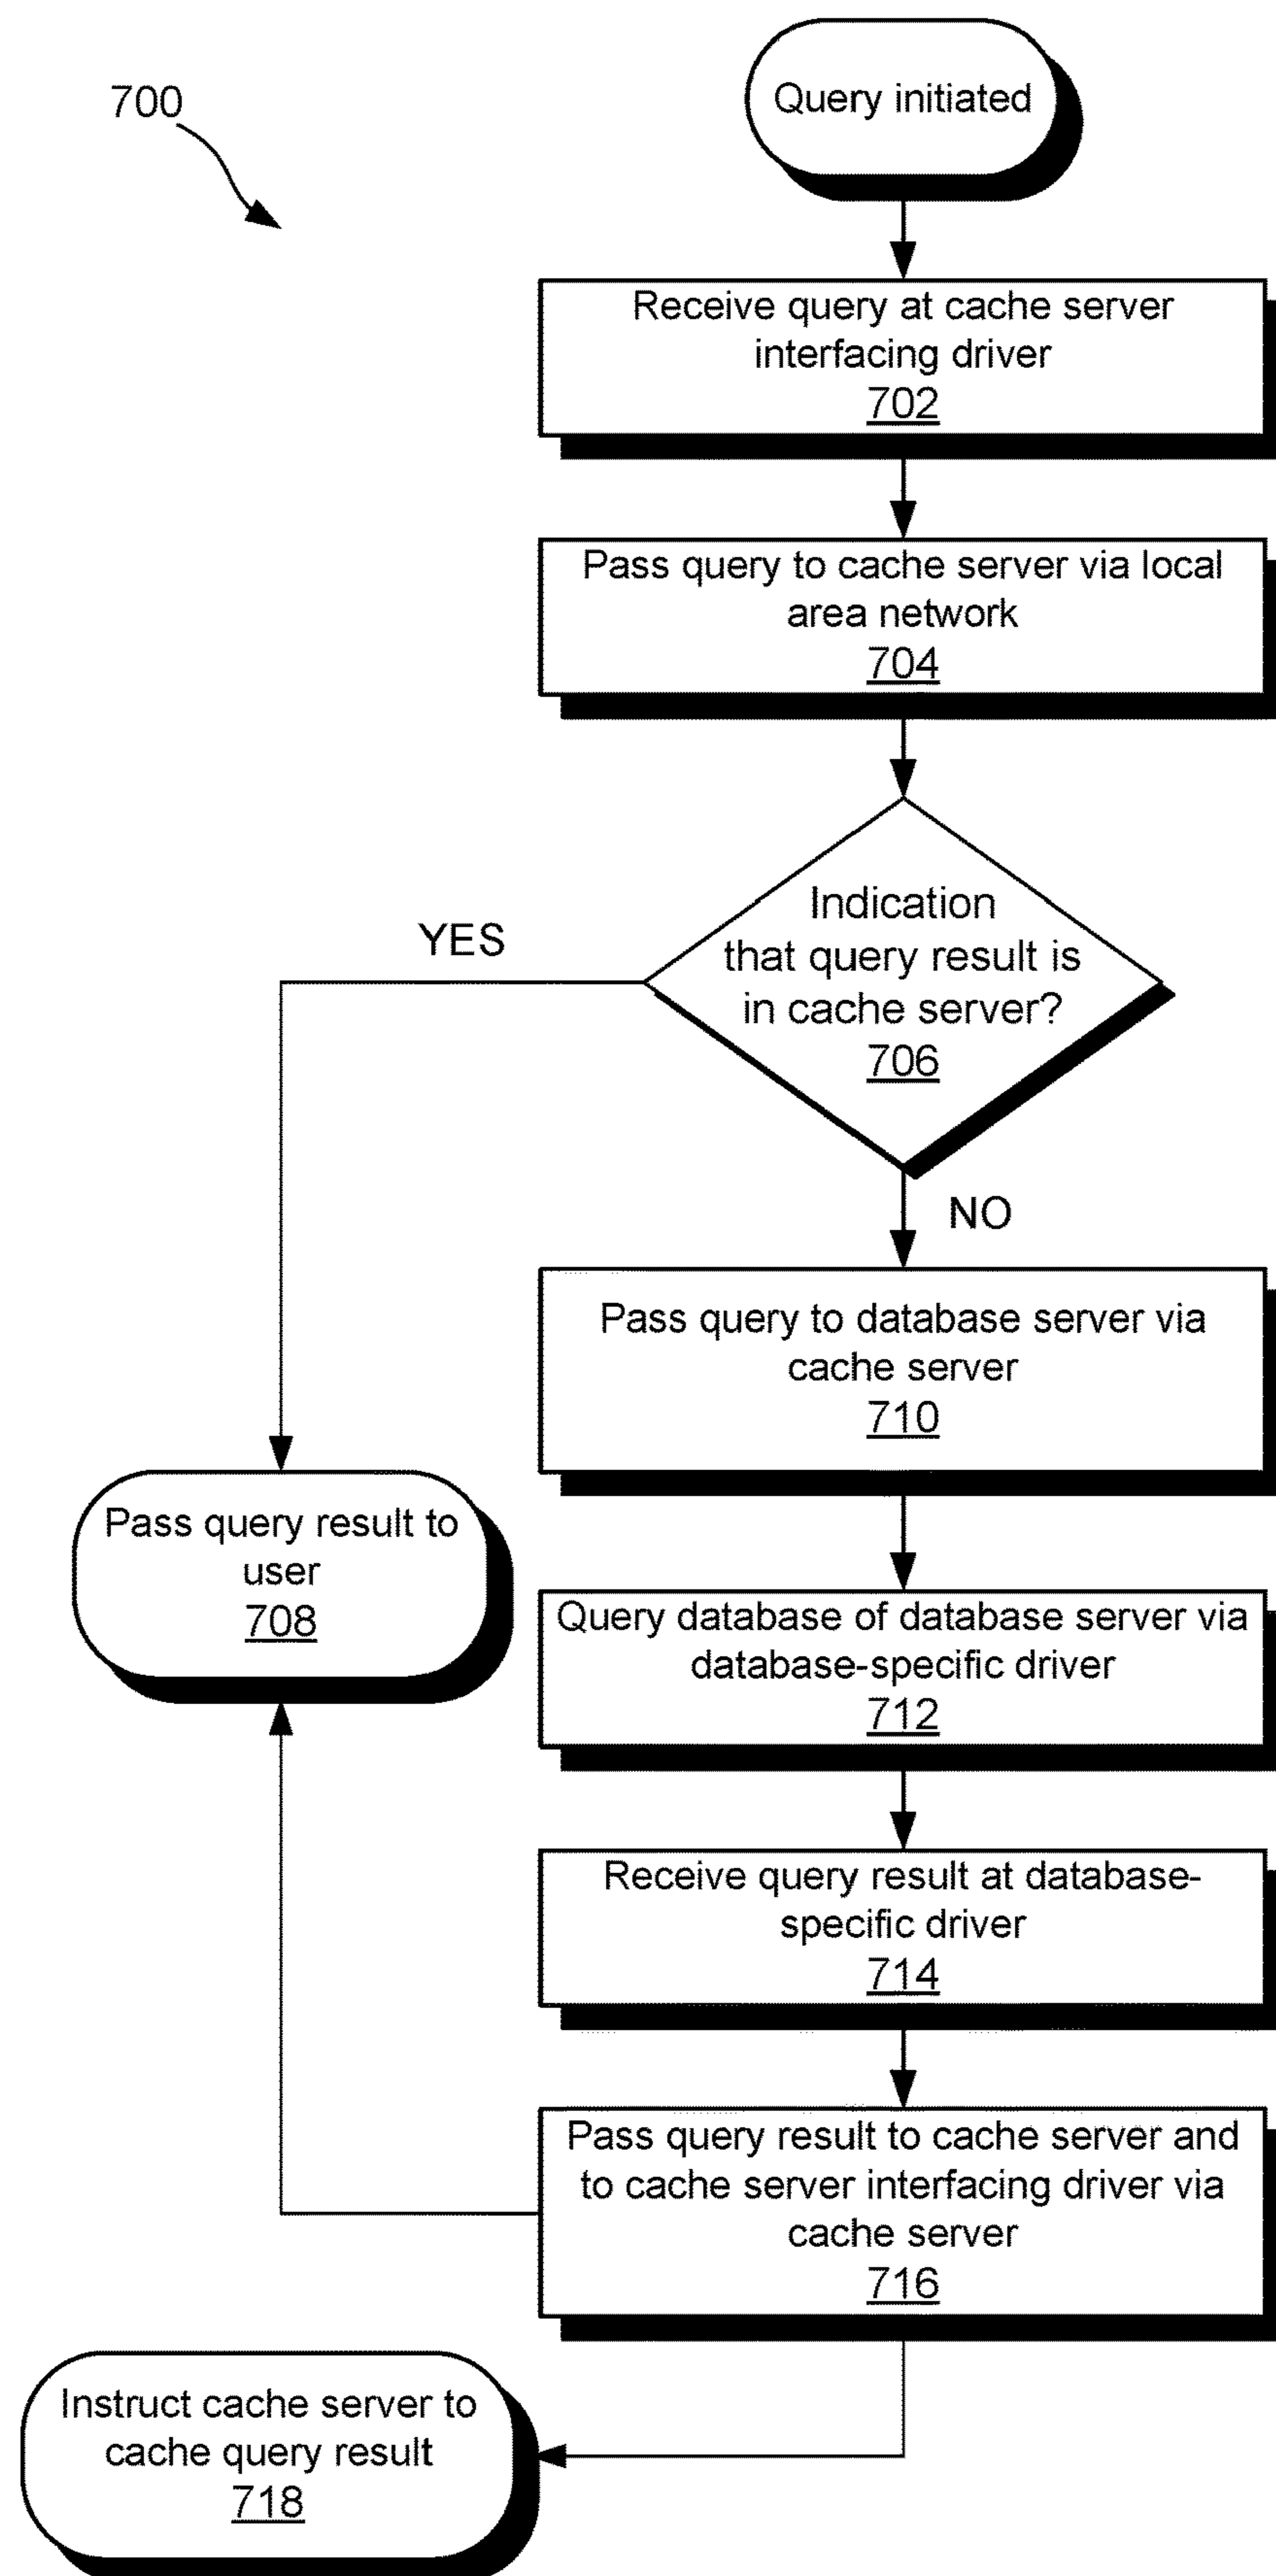 700
Query initiated
Receive query at cache server
interfacing driver
702
Pass query to cache server via local
area network
704
Indication
that query result is
in cache server?
706
YES
NO
Pass query to database server via
cache server
710
Pass query result to
user
708
Query database of database server via
database-specific driver
712
Receive query result at database-
specific driver
714
Pass query result to cache server and
to cache server interfacing driver via
cache server
716
Instruct cache server to
cache query result
718